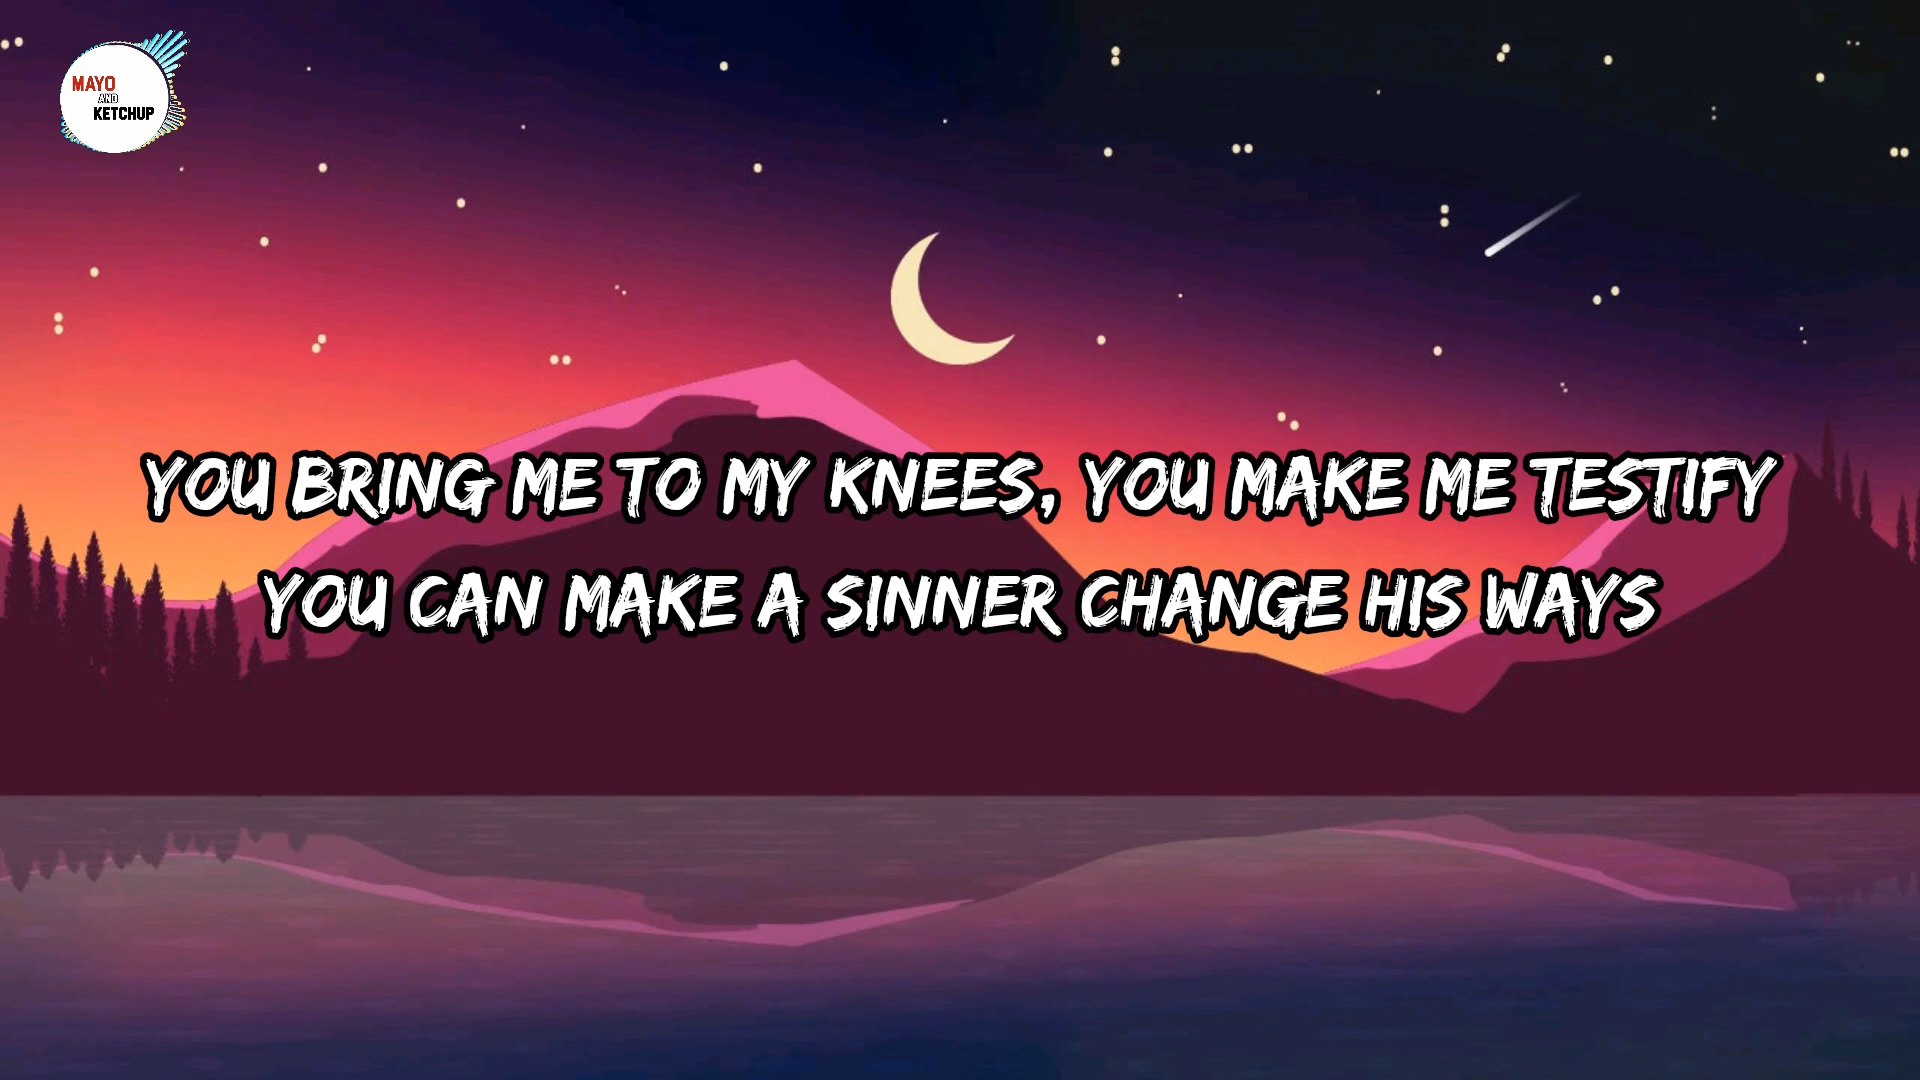 MAYO
AND
KETCHUP
YOU BRING ME TO MY KNEES, YOU MAKE ME TESTIFY
YOU CAN MAKE A SINNER CHANGE HIS WAYS